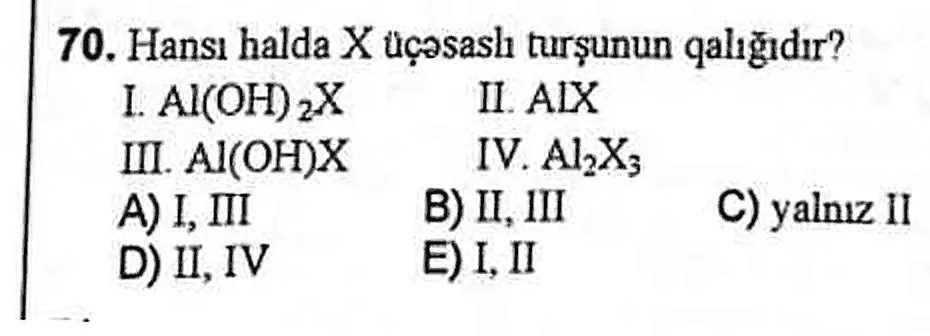 70. Hansı halda X üçəsaslı turşunun qalığıdır?
I. Al(OH)₂X II. AlX
III. Al(OH)X IV. Al₂X₃
A) I, III B) II, III C) yalnız II
D) II, IV E) I, II